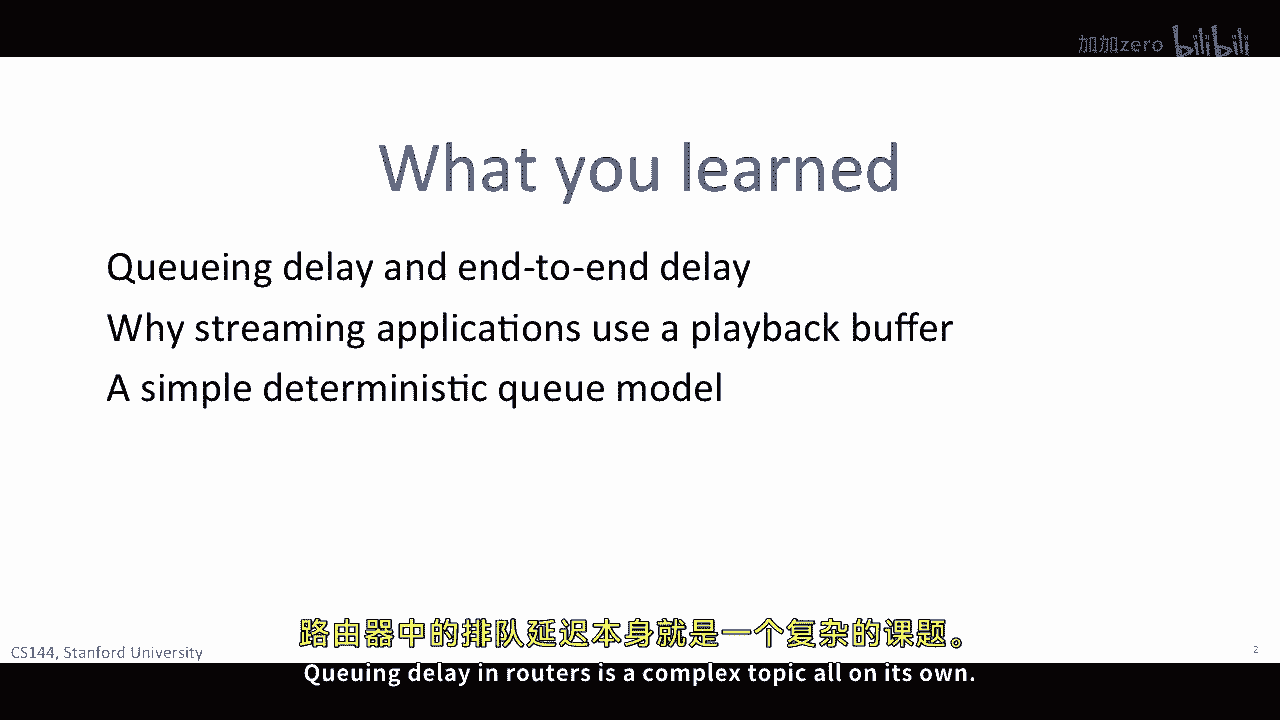 加加zero bilibili
What you learned
Queueing delay and end-to-end delay
Why streaming applications use a playback buffer
A simple deterministic queue model
路由器中的排队延迟本身就是一个复杂的课题。
CS144, Stanford University
2
Queuing delay in routers is a complex topic all on its own.